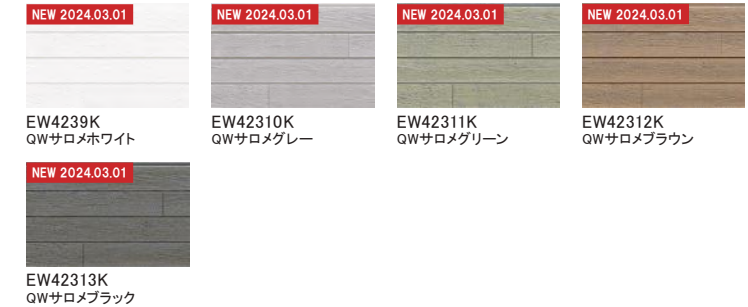 NEW 2024.03.01
EW4239K
QWサロメホワイト
NEW 2024.03.01
EW42310K
QWサロメグレー
NEW 2024.03.01
EW42311K
QWサロメグリーン
NEW 2024.03.01
EW42312K
QWサロメブラウン
NEW 2024.03.01
EW42313K
QWサロメブラック